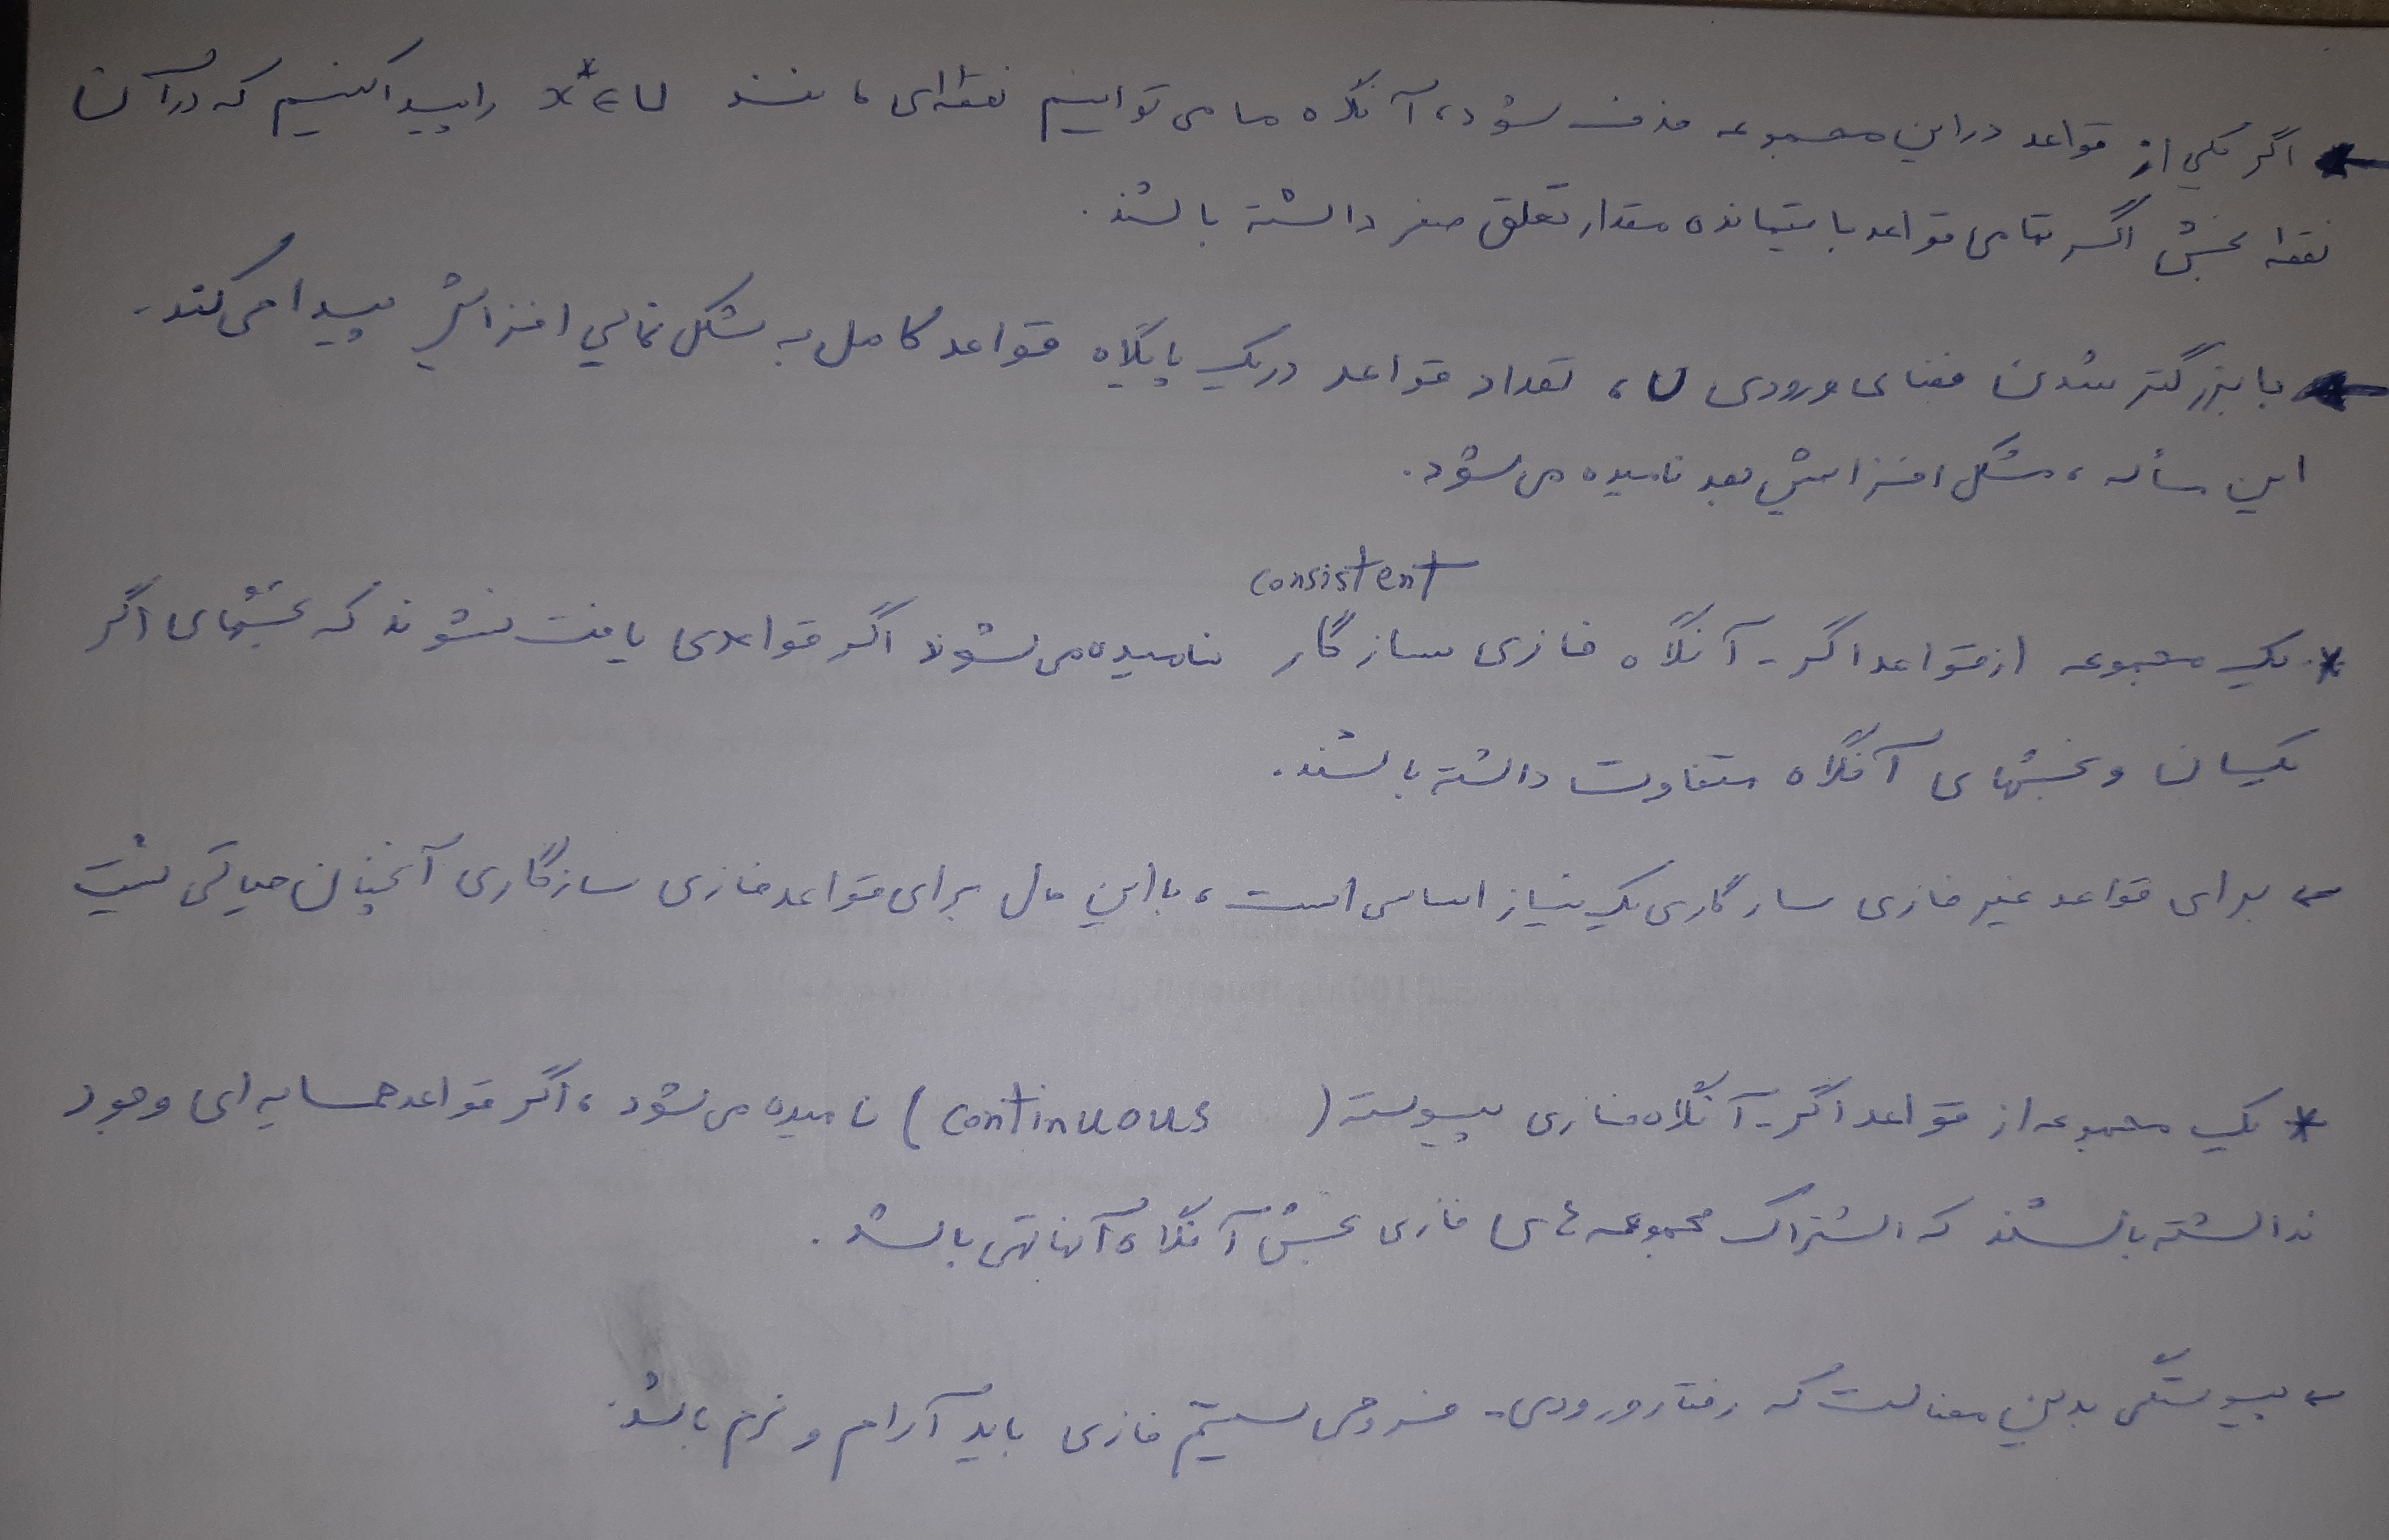 ← اگر یکی از قواعد در این مجموعه حذف شود، آنگاه ما می توانیم نقطه ای مانند x* ∈ U را پیدا کنیم که در آن
نقطه بخش اگر تمامی قواعد باقیمانده مقدار تعلق صفر داشته باشند.
← با بزرگتر شدن فضای ورودی U، تعداد قواعد در یک پایگاه قواعد کامل به شکل نمایی افزایش پیدا می کند.
این مسأله، مشکل افزایش بعد نامیده می شود.
consistent
* یک مجموعه از قواعد اگر-آنگاه فازی سازگار نامیده می شود اگر قواعدی یافت نشوند که بخشهای اگر
یکسان و بخشهای آنگاه متفاوت داشته باشند.
← برای قواعد غیر فازی سازگاری یک نیاز اساسی است، با این حال برای قواعد فازی سازگاری آنچنان حیاتی نیست
* یک مجموعه از قواعد اگر-آنگاه فازی پیوسته (continuous) نامیده می شود، اگر قواعد همسایه ای وجود
نداشته باشند که اشتراک مجموعه های فازی بخش آنگاه آنها تهی باشد.
← پیوستگی بدین معناست که رفتار ورودی-خروجی سیستم فازی باید آرام و نرم باشد.